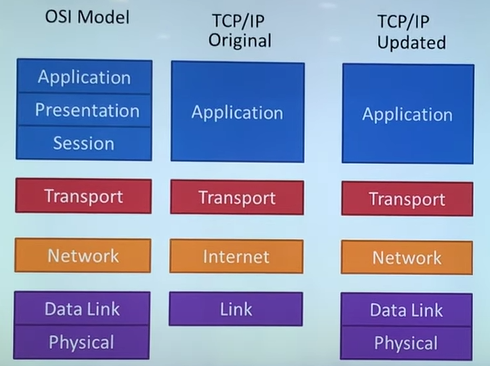 OSI Model
Application
Presentation
Session
Transport
Network
Data Link
Physical
TCP/IP
Original
Application
Transport
Internet
Link
TCP/IP
Updated
Application
Transport
Network
Data Link
Physical